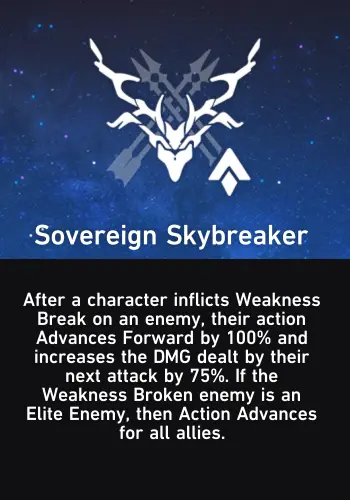 Sovereign Skybreaker
After a character inflicts Weakness
Break on an enemy, their action
Advances Forward by 100% and
increases the DMG dealt by their
next attack by 75%. If the
Weakness Broken enemy is an
Elite Enemy, then Action Advances
for all allies.